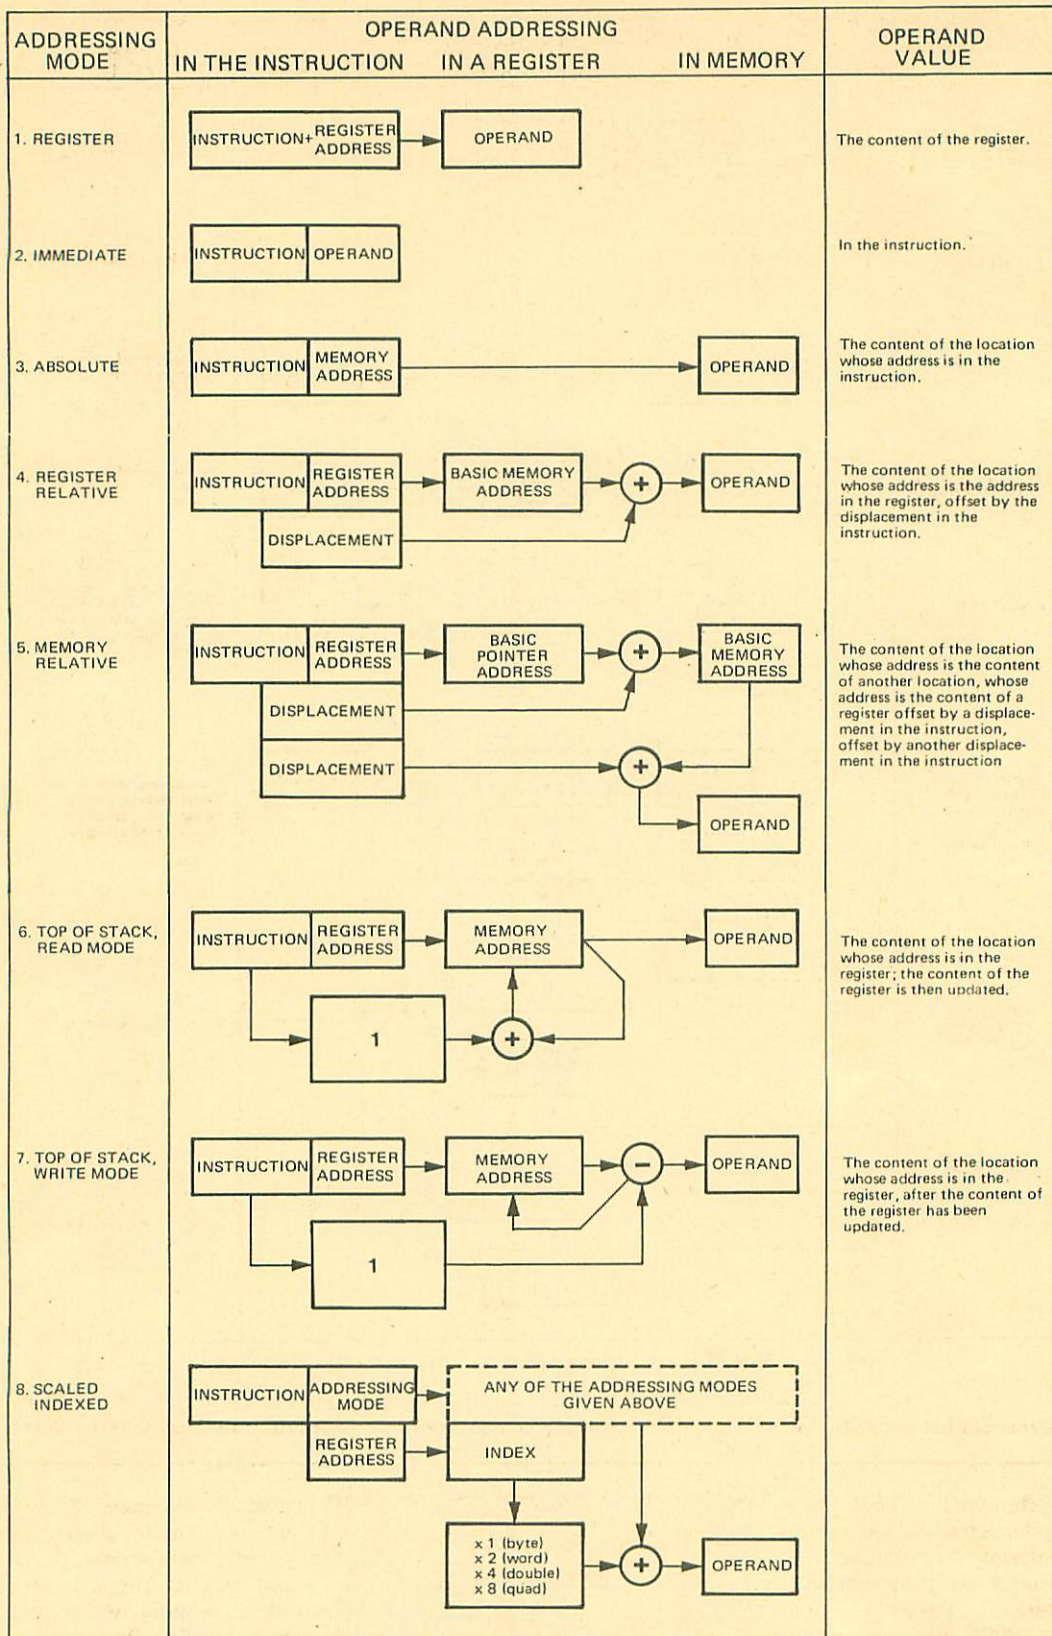 ADDRESSING
MODE
OPERAND ADDRESSING
IN THE INSTRUCTION
IN A REGISTER
IN MEMORY
OPERAND
VALUE
1. REGISTER
INSTRUCTION+
REGISTER
ADDRESS
OPERAND
The content of the register.
2. IMMEDIATE
INSTRUCTION
OPERAND
In the instruction.
3. ABSOLUTE
INSTRUCTION
MEMORY
ADDRESS
OPERAND
The content of the location
whose address is in the
instruction.
4. REGISTER
RELATIVE
INSTRUCTION
REGISTER
ADDRESS
BASIC MEMORY
ADDRESS
+
OPERAND
DISPLACEMENT
The content of the location
whose address is the address
in the register, offset by the
displacement in the
instruction.
5. MEMORY
RELATIVE
INSTRUCTION
REGISTER
ADDRESS
BASIC
POINTER
ADDRESS
+
BASIC
MEMORY
ADDRESS
DISPLACEMENT
DISPLACEMENT
+
OPERAND
The content of the location
whose address is the content
of another location, whose
address is the content of a
register offset by a displace-
ment in the instruction,
offset by another displace-
ment in the instruction
6. TOP OF STACK,
READ MODE
INSTRUCTION
REGISTER
ADDRESS
MEMORY
ADDRESS
OPERAND
1
+
The content of the location
whose address is in the
register; the content of the
register is then updated.
7. TOP OF STACK,
WRITE MODE
INSTRUCTION
REGISTER
ADDRESS
MEMORY
ADDRESS
−
OPERAND
1
The content of the location
whose address is in the
register, after the content of
the register has been
updated.
8. SCALED
INDEXED
INSTRUCTION
ADDRESSING
MODE
ANY OF THE ADDRESSING MODES
GIVEN ABOVE
REGISTER
ADDRESS
INDEX
x 1 (byte)
x 2 (word)
x 4 (double)
x 8 (quad)
+
OPERAND